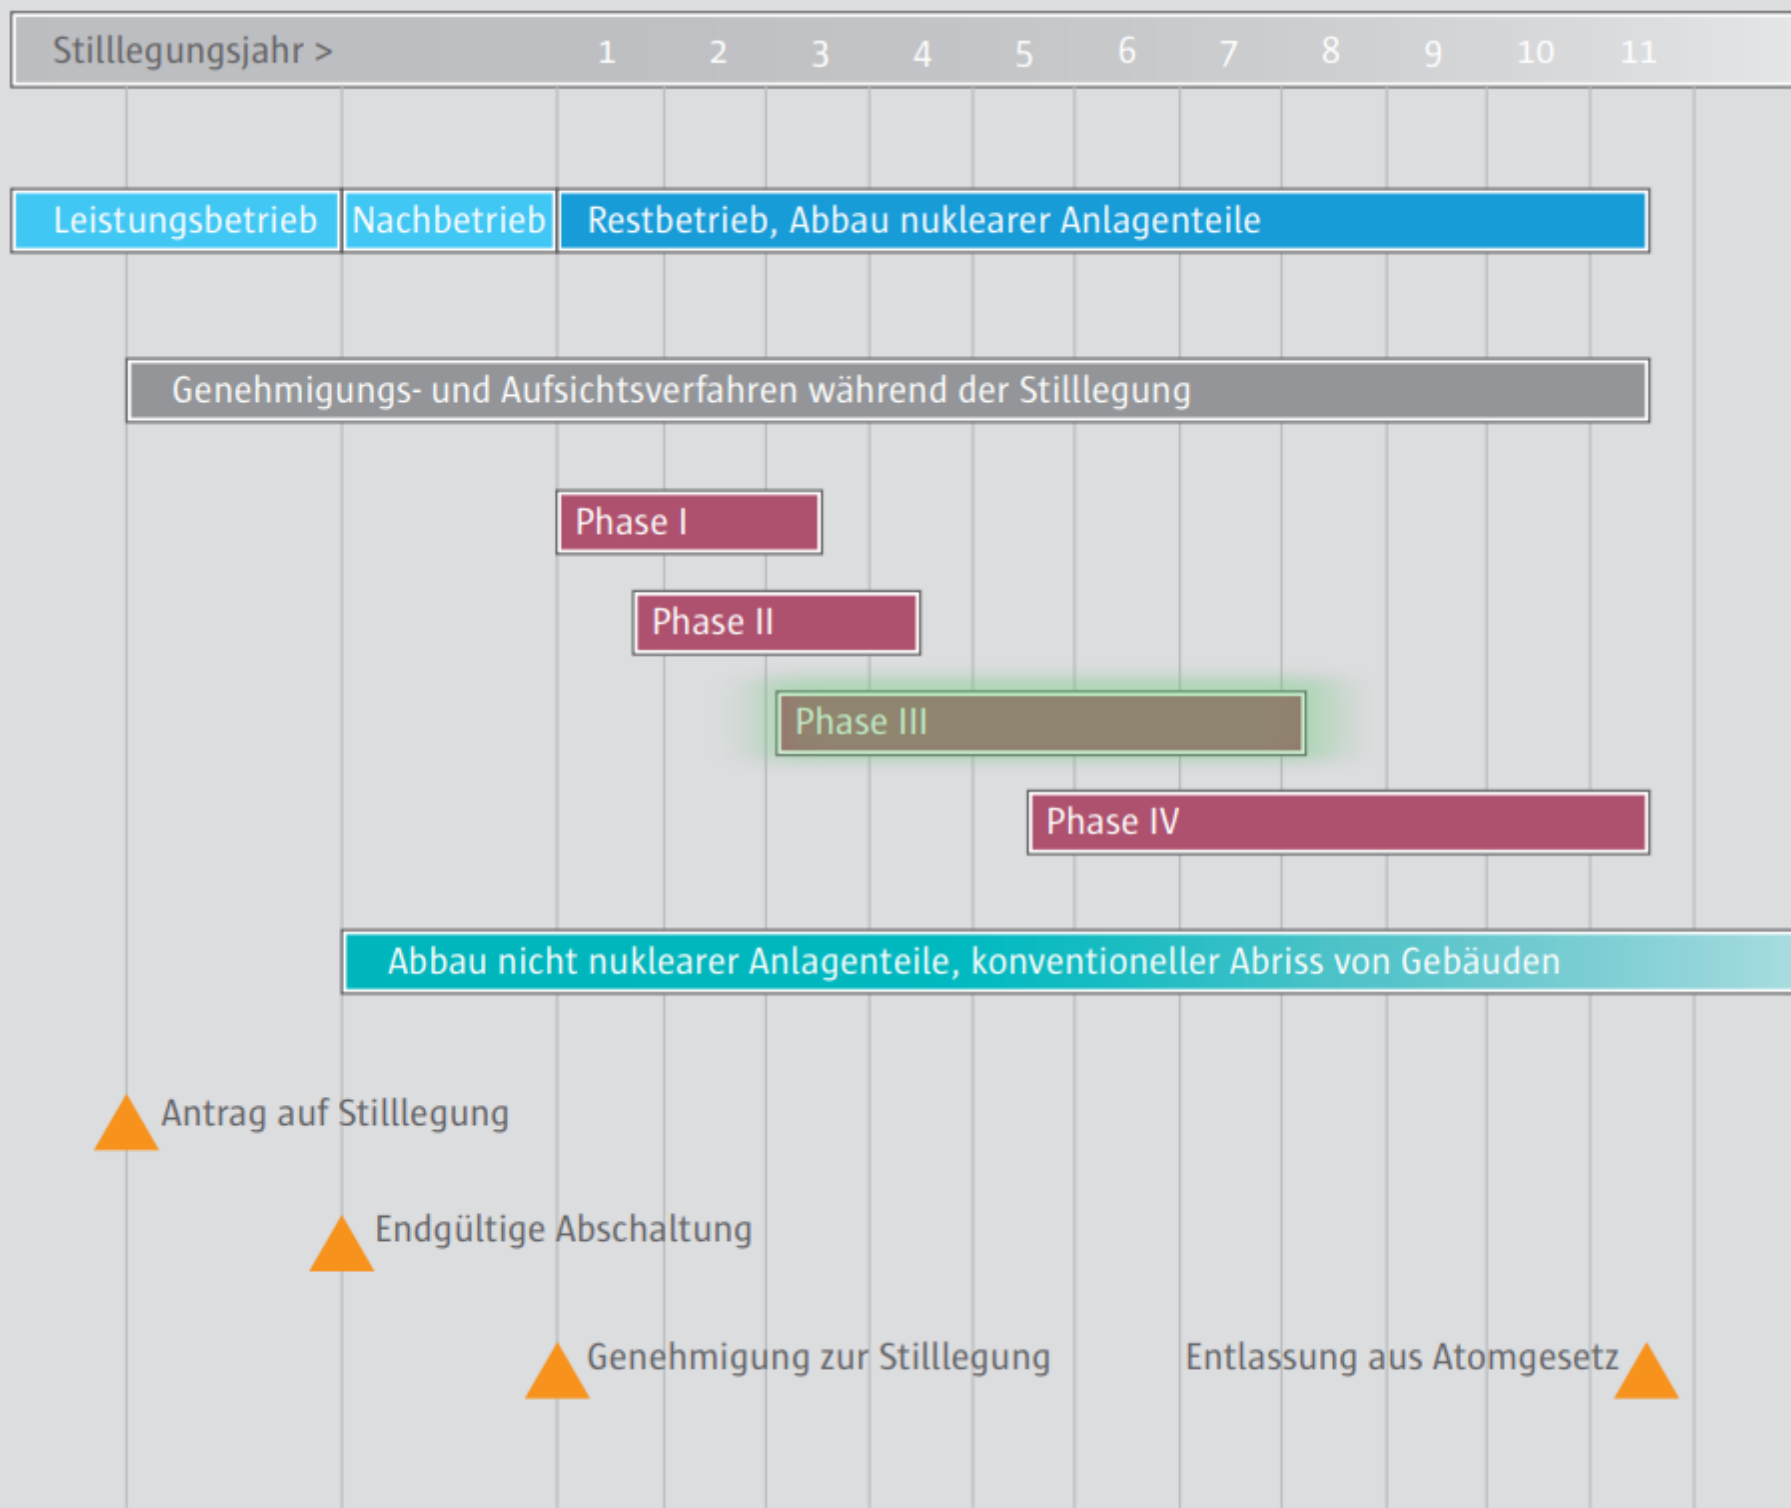 Stilllegungsjahr > 1 2 3 4 5 6 7 8 9 10 11
Leistungsbetrieb Nachbetrieb Restbetrieb, Abbau nuklearer Anlagenteile
Genehmigungs- und Aufsichtsverfahren während der Stilllegung
Phase I
Phase II
Phase III
Phase IV
Abbau nicht nuklearer Anlagenteile, konventioneller Abriss von Gebäuden
Antrag auf Stilllegung
Endgültige Abschaltung
Genehmigung zur Stilllegung Entlassung aus Atomgesetz